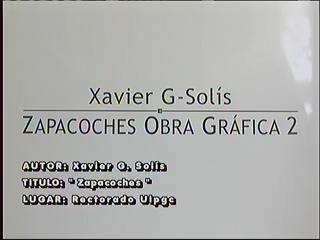 Xavier G-Solís
ZAPACOCHES OBRA GRÁFICA 2
AUTOR: Xavier G. Solís
TITULO: " Zapacoches "
LUGAR: Rectorado Ulpgc